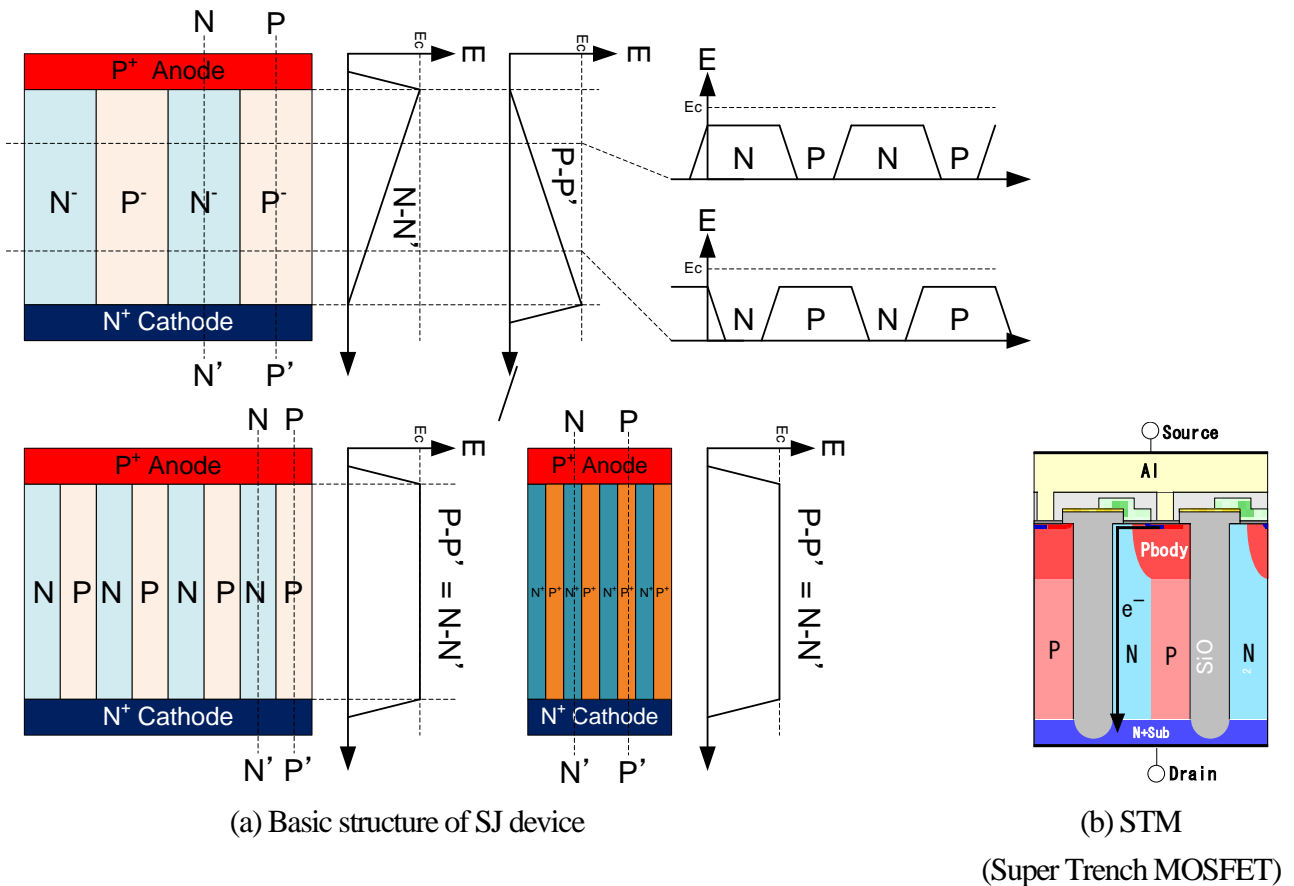 N P
Ec E
Ec E
P+ Anode
N- P- N- P-
N-N'
P-P'
N+ Cathode
N' P'
E
Ec
N P N P
E
Ec
N P N P
N P
Ec E
P+ Anode
N P N P N P N P
P-P' = N-N'
N+ Cathode
N' P'
N P
Ec E
P+ Anode
N+ P+ N+ P+ N+ P+ N+ P+
P-P' = N-N'
N+ Cathode
N' P'
Source
Al
Pbody
e−
P N P SiO2 N
N+Sub
Drain
(a) Basic structure of SJ device
(b) STM
(Super Trench MOSFET)